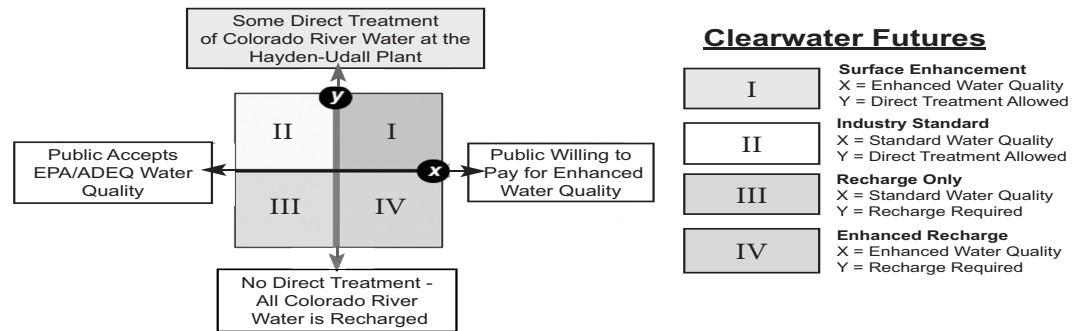 Some Direct Treatment
of Colorado River Water at the
Hayden-Udall Plant
y
II
I
Public Accepts
EPA/ADEQ Water
Quality
x
Public Willing to
Pay for Enhanced
Water Quality
III
IV
No Direct Treatment -
All Colorado River
Water is Recharged
Clearwater Futures
I
Surface Enhancement
X = Enhanced Water Quality
Y = Direct Treatment Allowed
II
Industry Standard
X = Standard Water Quality
Y = Direct Treatment Allowed
III
Recharge Only
X = Standard Water Quality
Y = Recharge Required
IV
Enhanced Recharge
X = Enhanced Water Quality
Y = Recharge Required